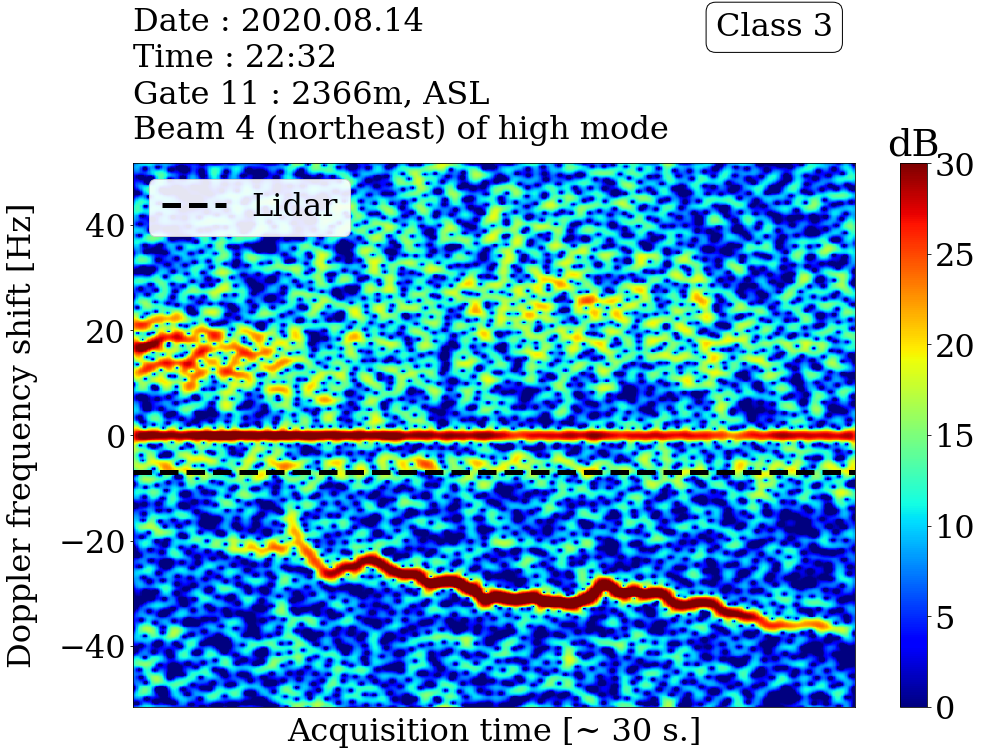 Date : 2020.08.14
Time : 22:32
Gate 11 : 2366m, ASL
Beam 4 (northeast) of high mode
Class 3
dB
Lidar
Doppler frequency shift [Hz]
40
20
0
−20
−40
30
25
20
15
10
5
0
Acquisition time [~ 30 s.]